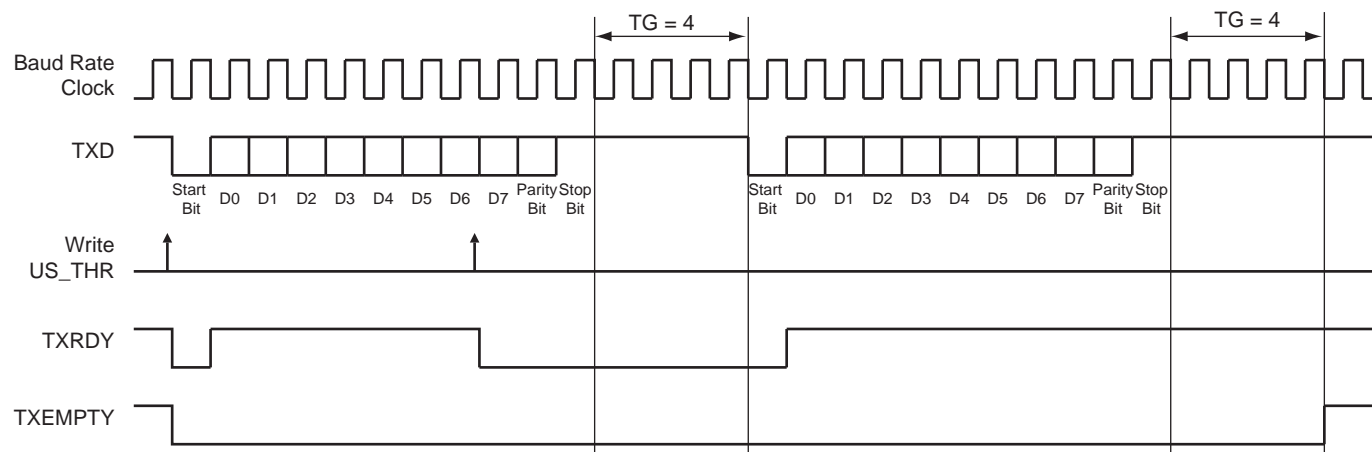 TG = 4
TG = 4
Baud Rate
Clock
TXD
Start
Bit
D0
D1
D2
D3
D4
D5
D6
D7
Parity
Bit
Stop
Bit
Start
Bit
D0
D1
D2
D3
D4
D5
D6
D7
Parity
Bit
Stop
Bit
Write
US_THR
TXRDY
TXEMPTY